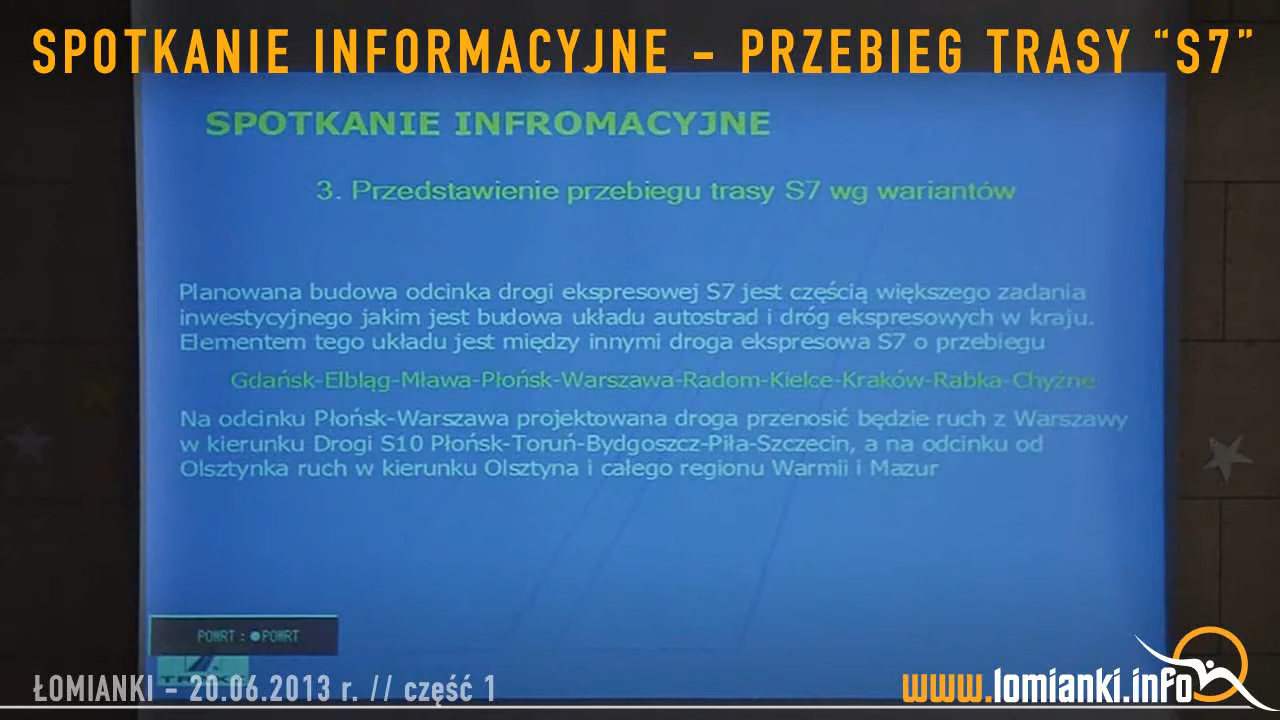 SPOTKANIE INFORMACYJNE - PRZEBIEG TRASY “S7”
SPOTKANIE INFROMACYJNE
3. Przedstawienie przebiegu trasy S7 wg wariantów
Planowana budowa odcinka drogi ekspresowej S7 jest częścią większego zadania
inwestycyjnego jakim jest budowa układu autostrad i dróg ekspresowych w kraju.
Elementem tego układu jest między innymi droga ekspresowa S7 o przebiegu
Gdańsk-Elbląg-Mława-Płońsk-Warszawa-Radom-Kielce-Kraków-Rabka-Chyżne
Na odcinku Płońsk-Warszawa projektowana droga przenosić będzie ruch z Warszawy
w kierunku Drogi S10 Płońsk-Toruń-Bydgoszcz-Piła-Szczecin, a na odcinku od
Olsztynka ruch w kierunku Olsztyna i całego regionu Warmii i Mazur
POWRT : ●POWRT
ŁOMIANKI - 20.06.2013 r. // część 1
www.lomianki.info